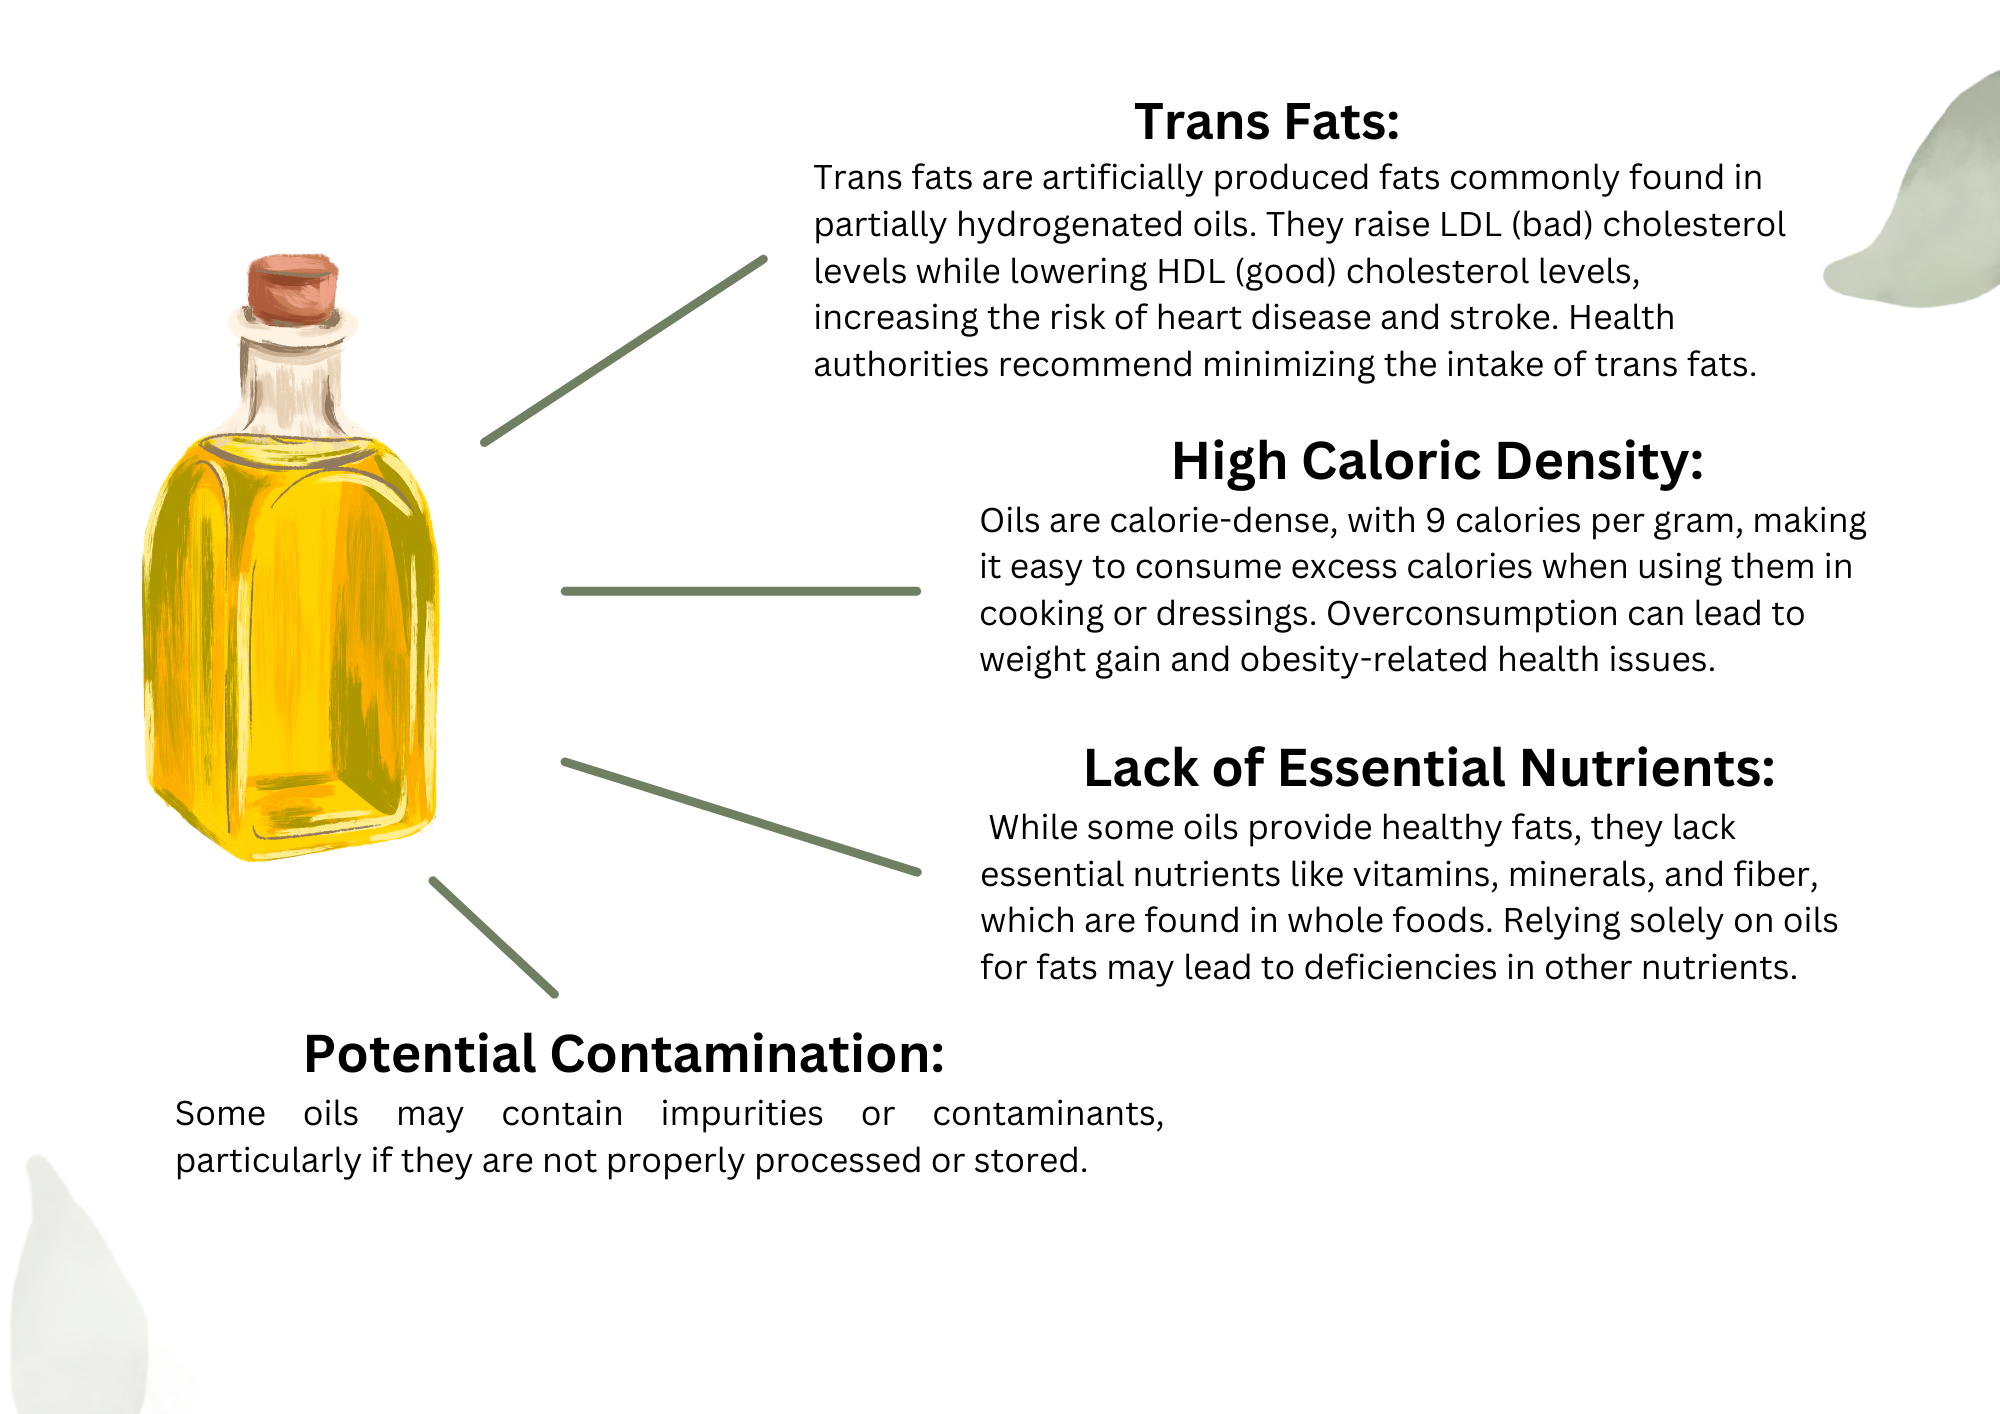 Trans Fats:
Trans fats are artificially produced fats commonly found in
partially hydrogenated oils. They raise LDL (bad) cholesterol
levels while lowering HDL (good) cholesterol levels,
increasing the risk of heart disease and stroke. Health
authorities recommend minimizing the intake of trans fats.
High Caloric Density:
Oils are calorie-dense, with 9 calories per gram, making
it easy to consume excess calories when using them in
cooking or dressings. Overconsumption can lead to
weight gain and obesity-related health issues.
Lack of Essential Nutrients:
While some oils provide healthy fats, they lack
essential nutrients like vitamins, minerals, and fiber,
which are found in whole foods. Relying solely on oils
for fats may lead to deficiencies in other nutrients.
Potential Contamination:
Some oils may contain impurities or contaminants,
particularly if they are not properly processed or stored.